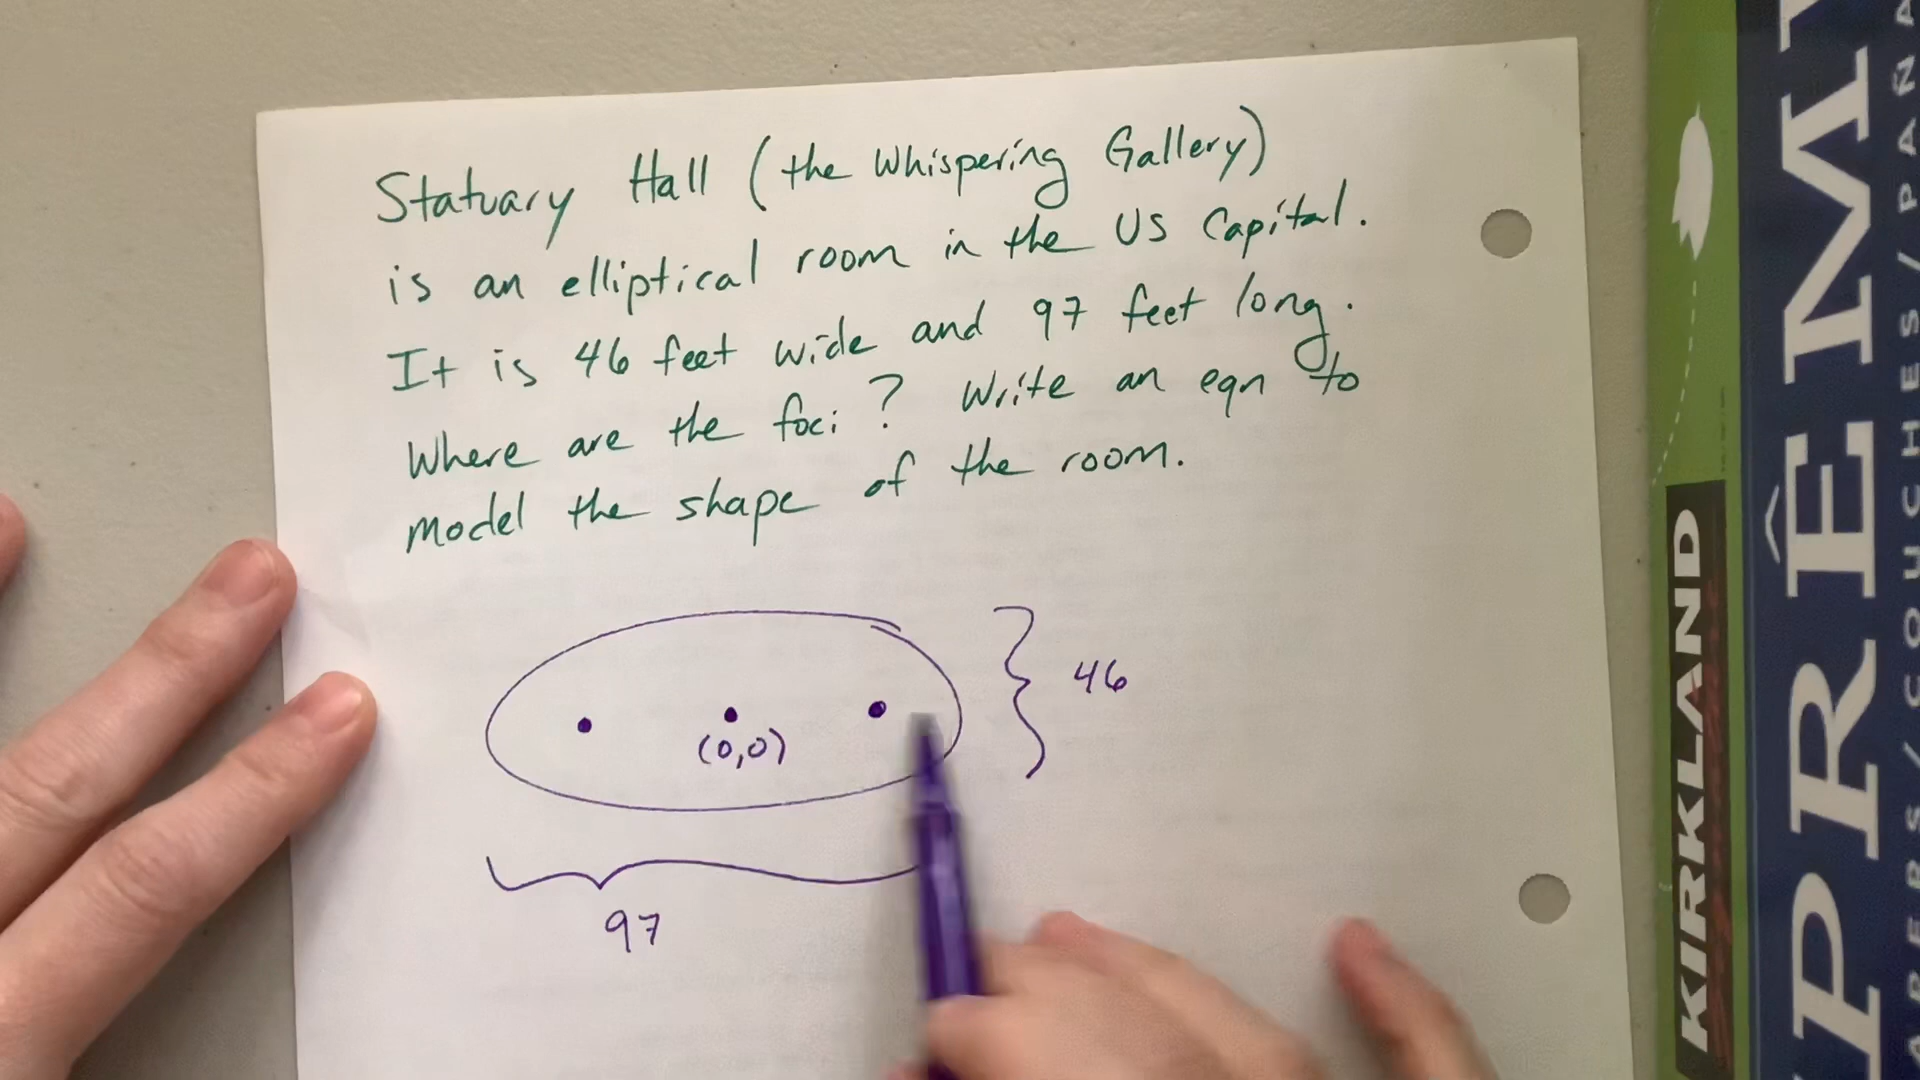 Statuary Hall (the Whispering Gallery)
is an elliptical room in the US Capital.
It is 46 feet wide and 97 feet long.
Where are the foci? Write an eqn to
model the shape of the room.
46
(0,0)
97
KIRKLAND